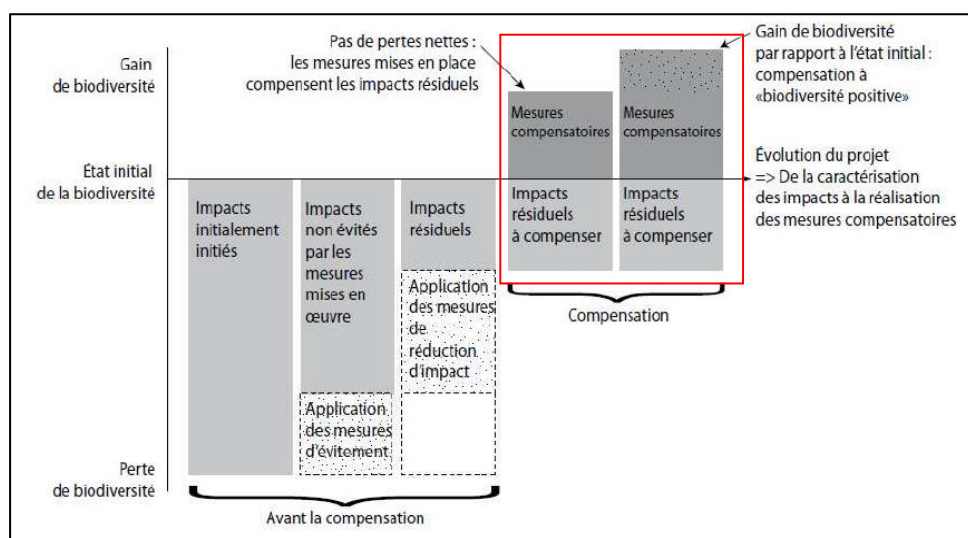 Gain
de biodiversité
Pas de pertes nettes :
les mesures mises en place
compensent les impacts résiduels
Gain de biodiversité
par rapport à l'état initial :
compensation à
«biodiversité positive»
Mesures
compensatoires
Mesures
compensatoires
État initial
de la biodiversité
Évolution du projet
=> De la caractérisation
des impacts à la réalisation
des mesures compensatoires
Impacts
initialement
initiés
Impacts
non évités
par les
mesures
mises en
œuvre
Impacts
résiduels
Impacts
résiduels
à compenser
Impacts
résiduels
à compenser
Application
des mesures
de
réduction
d'impact
Application
des mesures
d'évitement
Compensation
Perte
de biodiversité
Avant la compensation